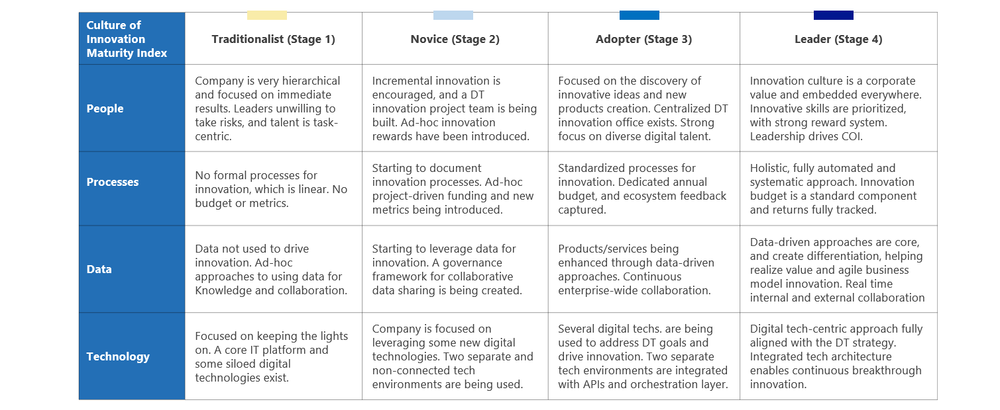 Culture of
Innovation
Maturity Index
Traditionalist (Stage 1)
Novice (Stage 2)
Adopter (Stage 3)
Leader (Stage 4)
People
Company is very hierarchical
and focused on immediate
results. Leaders unwilling to
take risks, and talent is task-
centric.
Incremental innovation is
encouraged, and a DT
innovation project team is being
built. Ad-hoc innovation
rewards have been introduced.
Focused on the discovery of
innovative ideas and new
products creation. Centralized DT
innovation office exists. Strong
focus on diverse digital talent.
Innovation culture is a corporate
value and embedded everywhere.
Innovative skills are prioritized,
with strong reward system.
Leadership drives COI.
Processes
No formal processes for
innovation, which is linear. No
budget or metrics.
Starting to document
innovation processes. Ad-hoc
project-driven funding and new
metrics being introduced.
Standardized processes for
innovation. Dedicated annual
budget, and ecosystem feedback
captured.
Holistic, fully automated and
systematic approach. Innovation
budget is a standard component
and returns fully tracked.
Data
Data not used to drive
innovation. Ad-hoc
approaches to using data for
Knowledge and collaboration.
Starting to leverage data for
innovation. A governance
framework for collaborative
data sharing is being created.
Products/services being
enhanced through data-driven
approaches. Continuous
enterprise-wide collaboration.
Data-driven approaches are core,
and create differentiation, helping
realize value and agile business
model innovation. Real time
internal and external collaboration
Technology
Focused on keeping the lights
on. A core IT platform and
some siloed digital
technologies exist.
Company is focused on
leveraging some new digital
technologies. Two separate and
non-connected tech
environments are being used.
Several digital techs. are being
used to address DT goals and
drive innovation. Two separate
tech environments are integrated
with APIs and orchestration layer.
Digital tech-centric approach fully
aligned with the DT strategy.
Integrated tech architecture
enables continuous breakthrough
innovation.